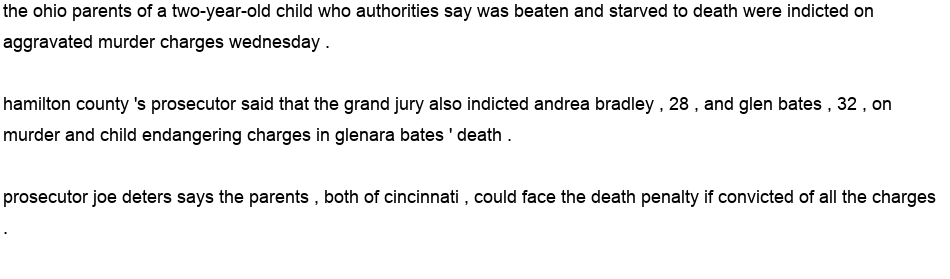 the ohio parents of a two-year-old child who authorities say was beaten and starved to death were indicted on
aggravated murder charges wednesday .
hamilton county 's prosecutor said that the grand jury also indicted andrea bradley , 28 , and glen bates , 32 , on
murder and child endangering charges in glenara bates ' death .
prosecutor joe deters says the parents , both of cincinnati , could face the death penalty if convicted of all the charges
.